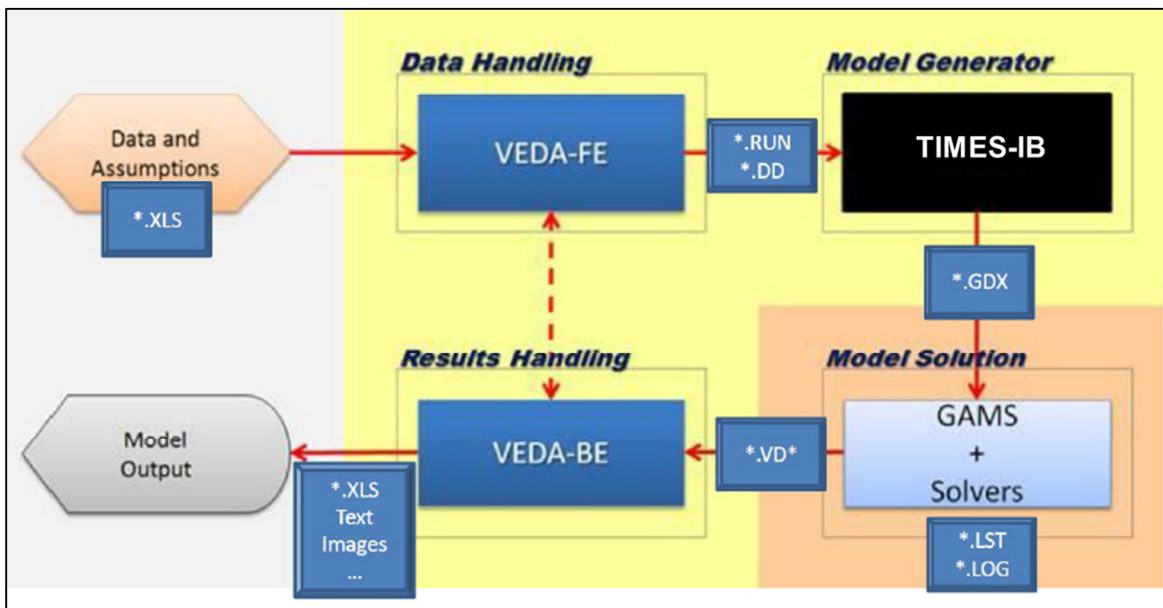 Data Handling
Model Generator
Data and
Assumptions
*.XLS
VEDA-FE
*.RUN
*.DD
TIMES-IB
*.GDX
Results Handling
Model Solution
Model
Output
*.XLS
Text
Images
...
VEDA-BE
*.VD*
GAMS
+
Solvers
*.LST
*.LOG